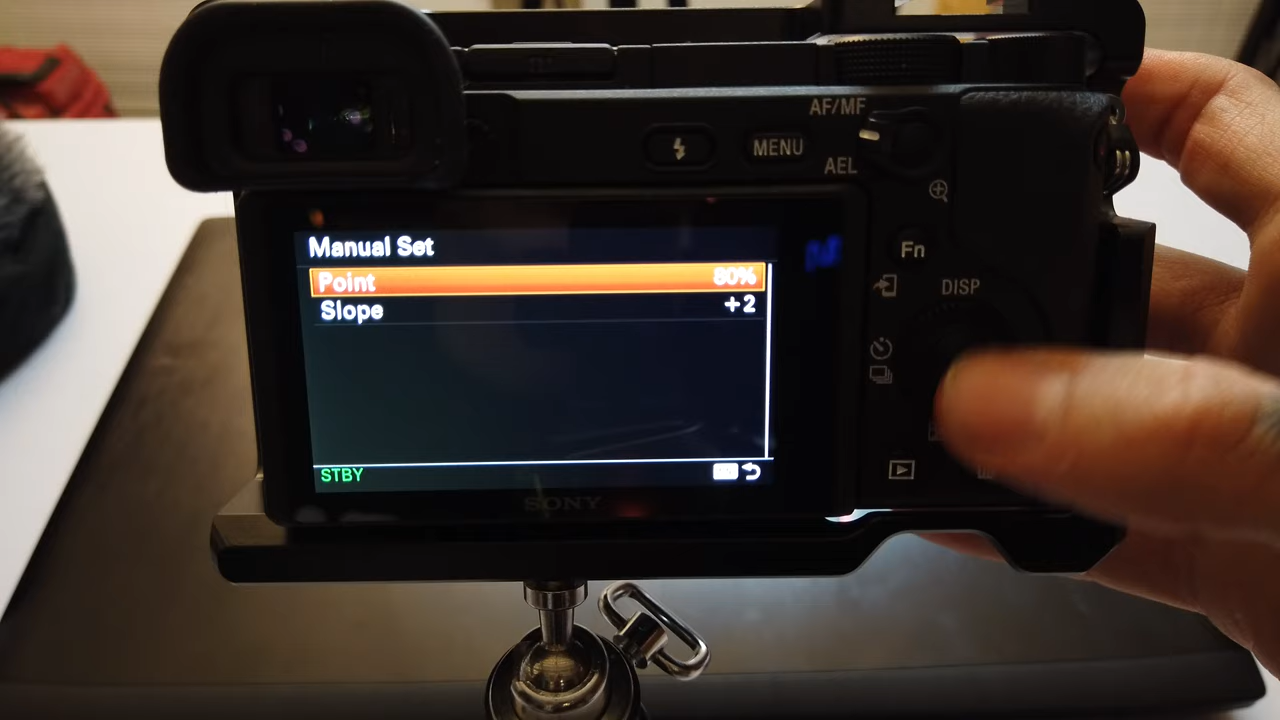 AF/MF
MENU
AEL
Manual Set
Point 80%
Slope +2
Fn
DISP
STBY
SONY